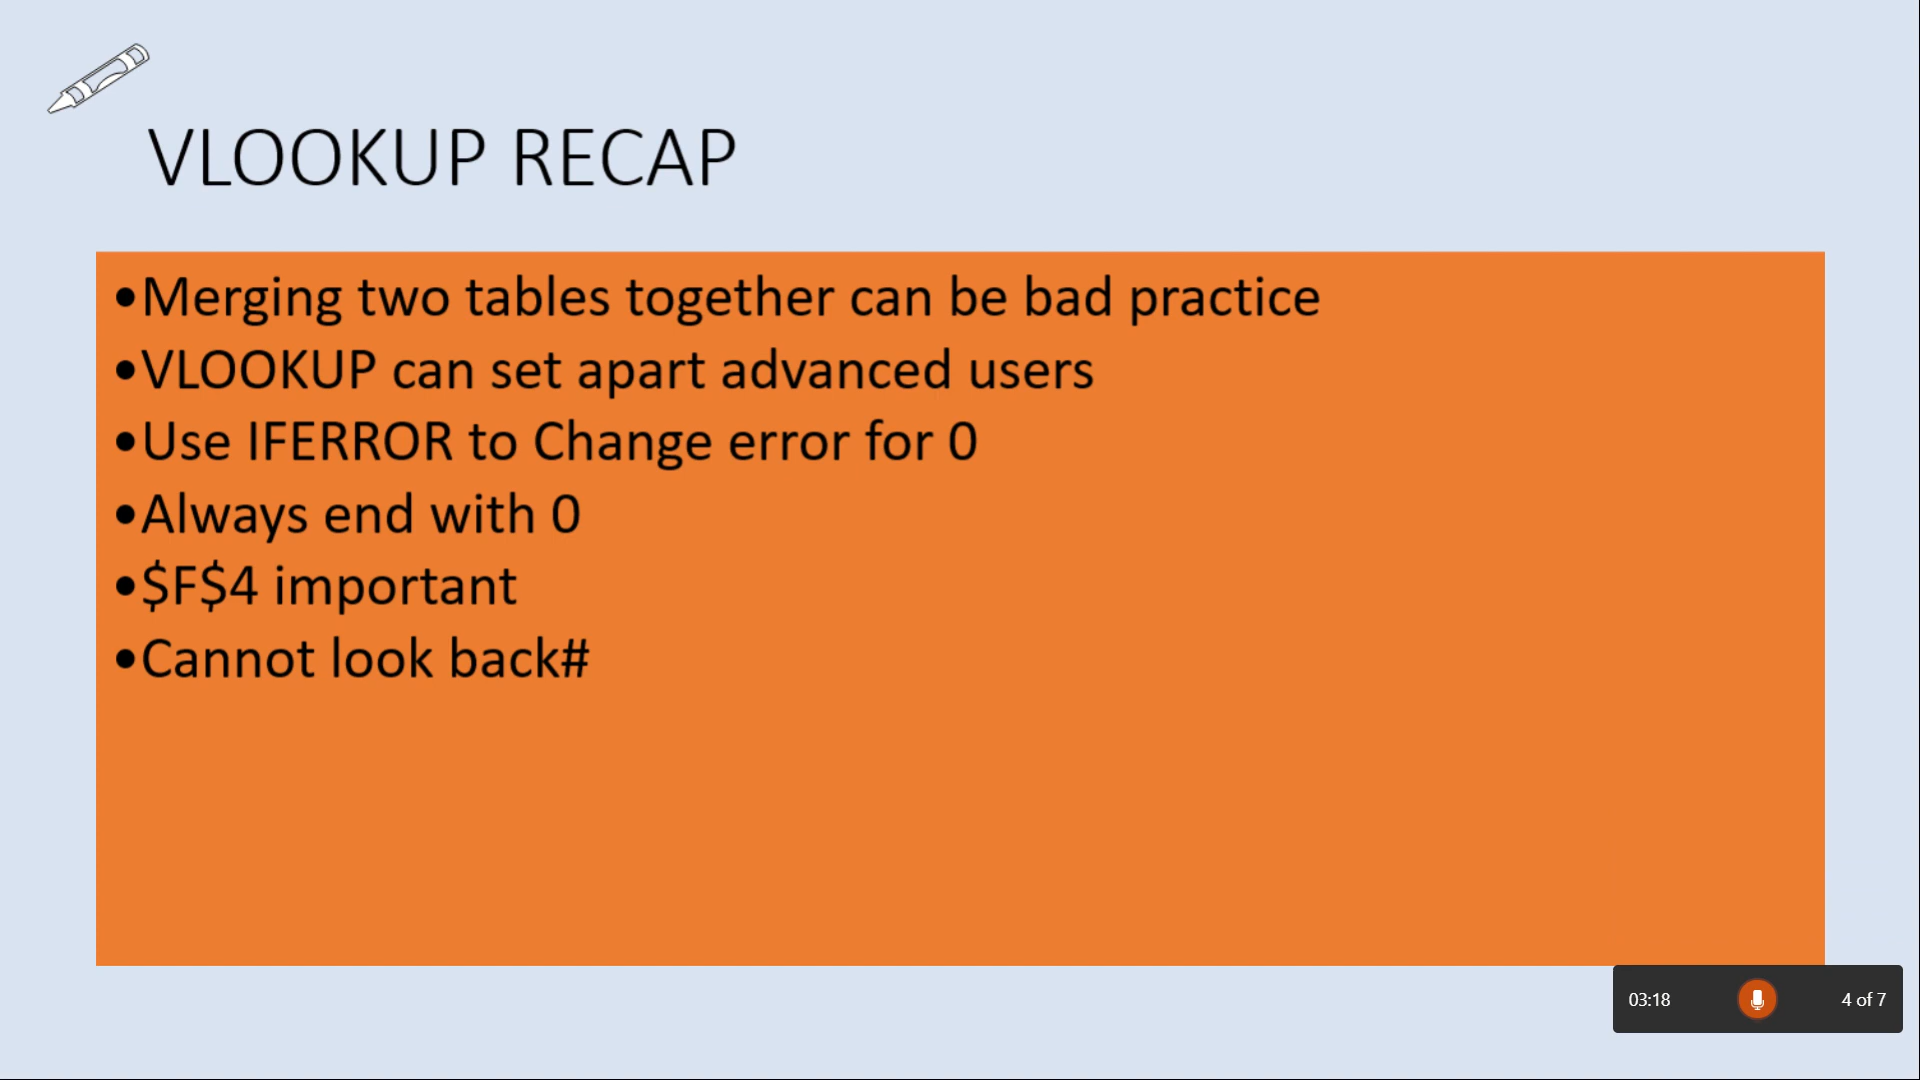 VLOOKUP RECAP
•Merging two tables together can be bad practice
•VLOOKUP can set apart advanced users
•Use IFERROR to Change error for 0
•Always end with 0
•$F$4 important
•Cannot look back#
03:18 4 of 7